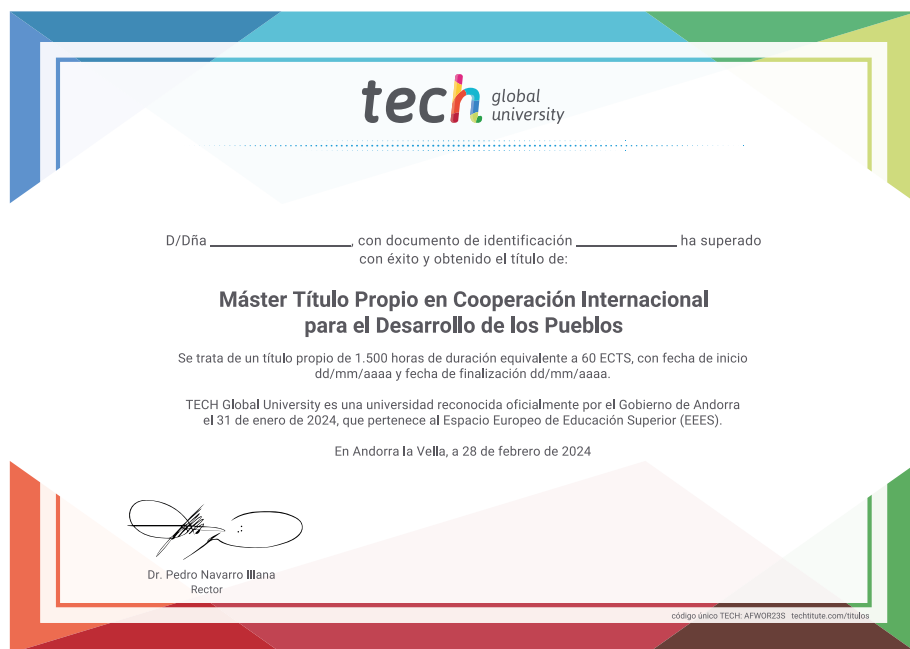 tech global
university
D/Dña ______________, con documento de identificación __________ ha superado
con éxito y obtenido el título de:
Máster Título Propio en Cooperación Internacional
para el Desarrollo de los Pueblos
Se trata de un título propio de 1.500 horas de duración equivalente a 60 ECTS, con fecha de inicio
dd/mm/aaaa y fecha de finalización dd/mm/aaaa.
TECH Global University es una universidad reconocida oficialmente por el Gobierno de Andorra
el 31 de enero de 2024, que pertenece al Espacio Europeo de Educación Superior (EEES).
En Andorra la Vella, a 28 de febrero de 2024
Dr. Pedro Navarro Illana
Rector
código único TECH: AFWOR23S techtitute.com/titulos